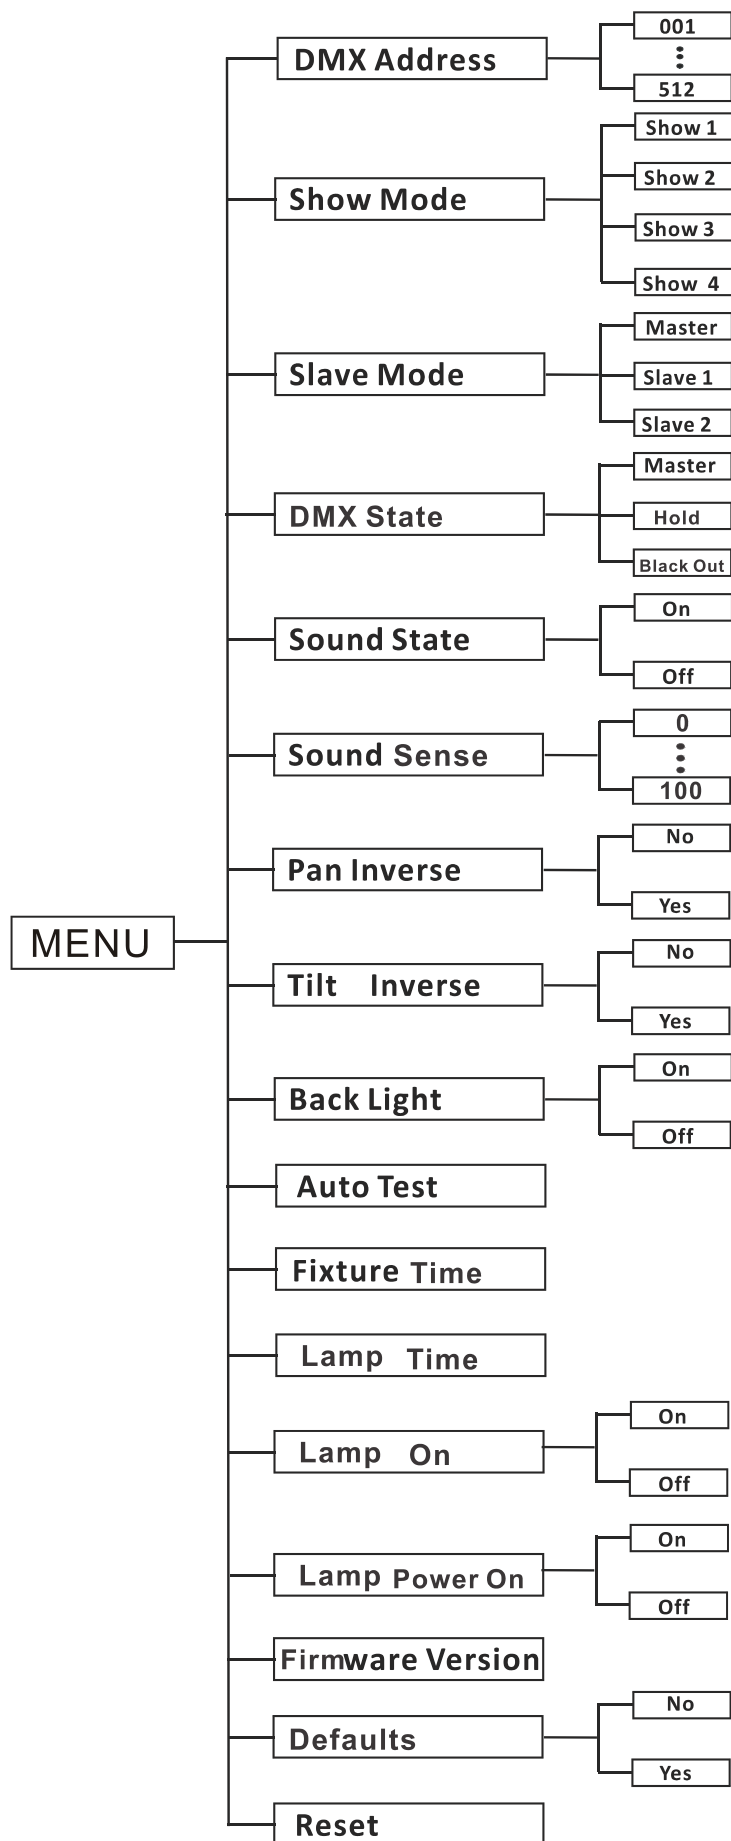 MENU
DMX Address
001
512
Show Mode
Show 1
Show 2
Show 3
Show 4
Slave Mode
Master
Slave 1
Slave 2
DMX State
Master
Hold
Black Out
Sound State
On
Off
Sound Sense
0
100
Pan Inverse
No
Yes
Tilt Inverse
No
Yes
Back Light
On
Off
Auto Test
Fixture Time
Lamp Time
Lamp On
On
Off
Lamp Power On
On
Off
Firmware Version
Defaults
No
Yes
Reset